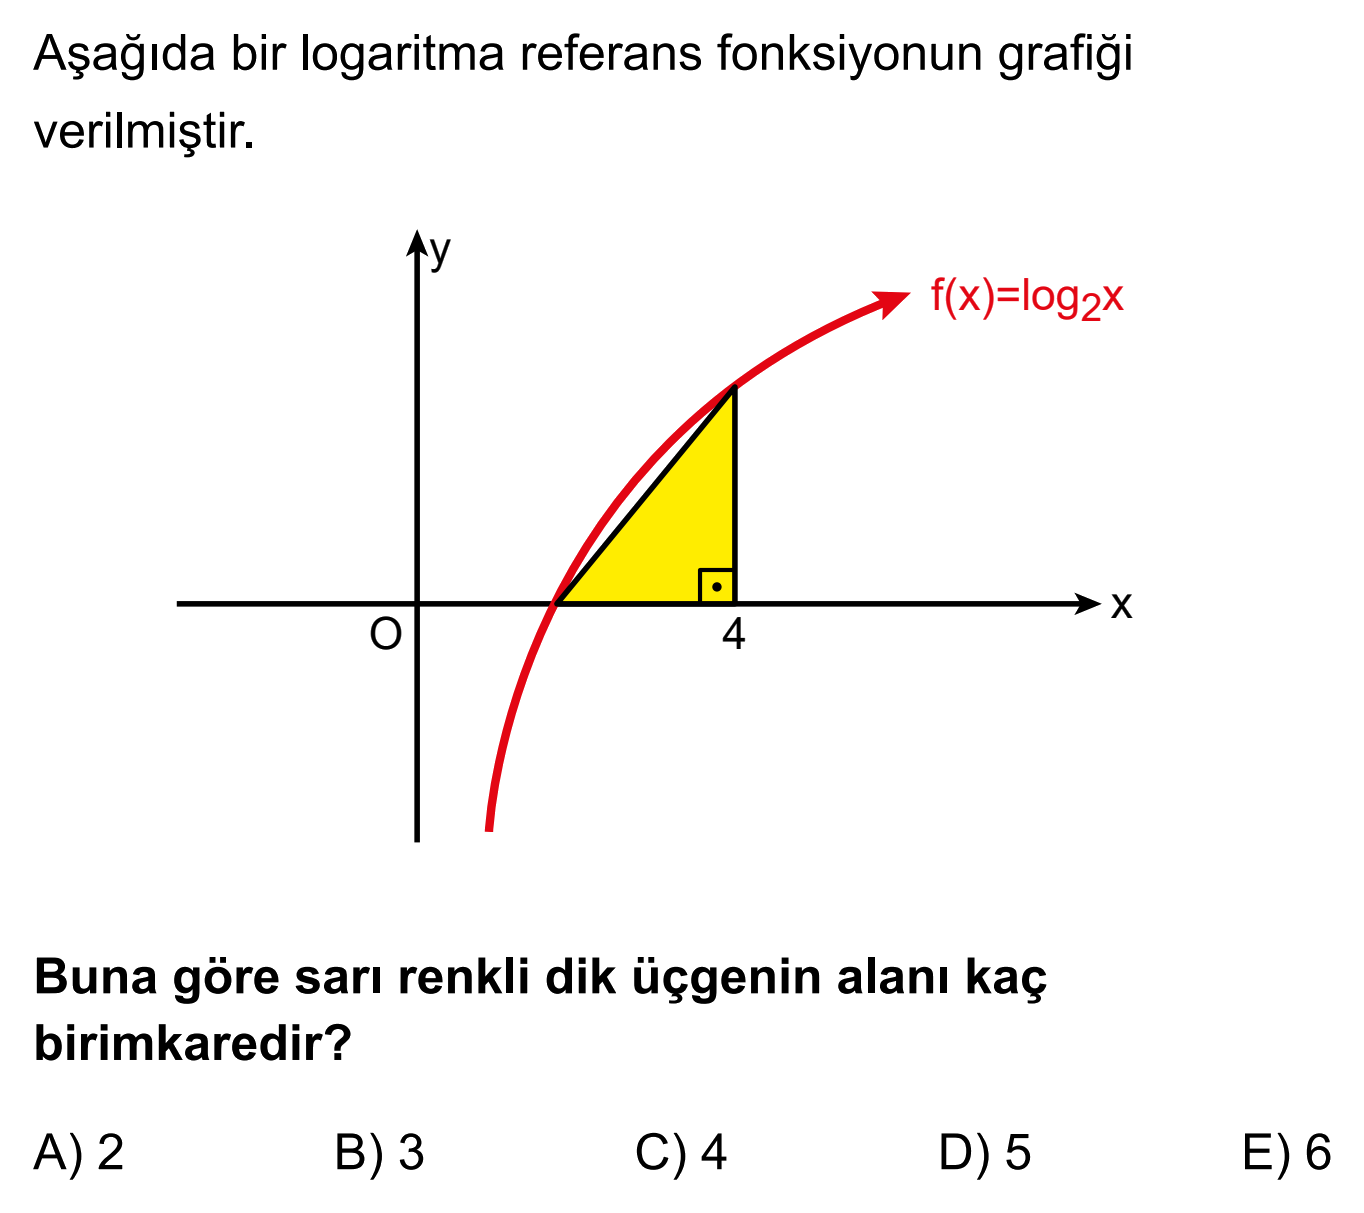 Aşağıda bir logaritma referans fonksiyonun grafiği
verilmiştir.
y
f(x)=log₂x
x
O
4
Buna göre sarı renkli dik üçgenin alanı kaç
birimkaredir?
A) 2 B) 3 C) 4 D) 5 E) 6